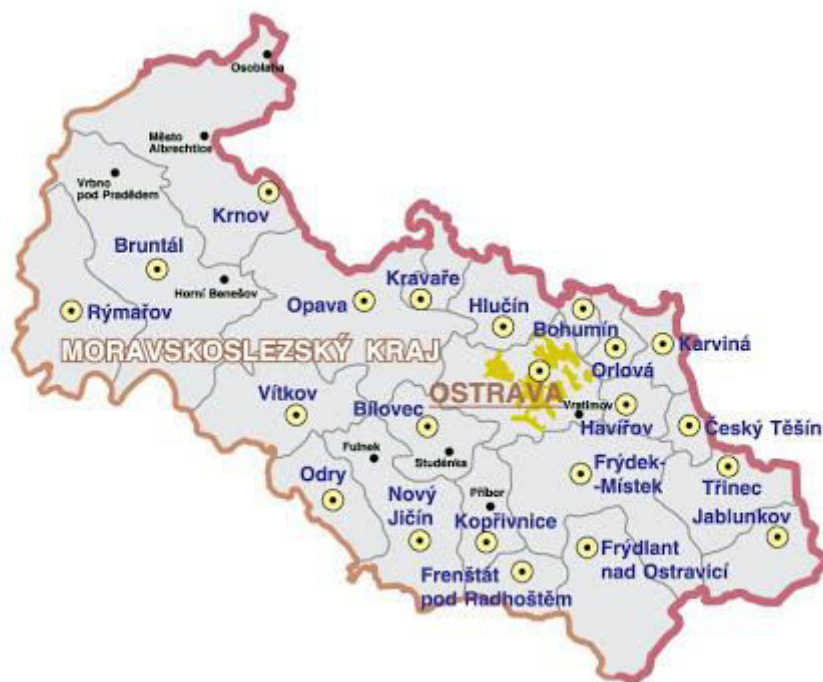 Osoblaha
Město
Albrechtice
Vrbno
pod Pradědem
Krnov
Bruntál
Horní Benešov
Rýmařov
Opava
Kravaře
Hlučín
Bohumín
Karviná
Orlová
MORAVSKOSLEZSKÝ KRAJ
OSTRAVA
Vítkov
Bílovec
Vratimov
Havířov
Český Těšín
Fulnek
Studénka
Odry
Nový
Jičín
Příbor
Kopřivnice
Frýdek-
-Místek
Třinec
Jablunkov
Frenštát
pod Radhoštěm
Frýdlant
nad Ostravicí